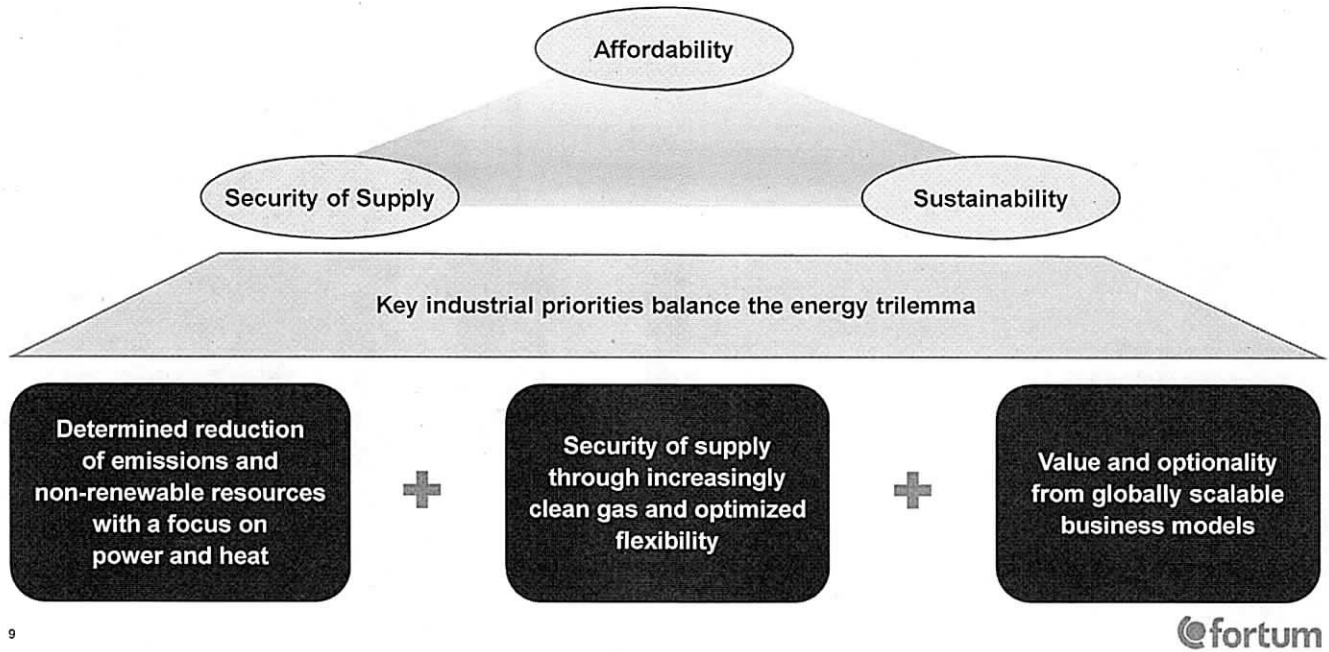 Affordability
Security of Supply
Sustainability
Key industrial priorities balance the energy trilemma
Determined reduction
of emissions and
non-renewable resources
with a focus on
power and heat
Security of supply
through increasingly
clean gas and optimized
flexibility
Value and optionality
from globally scalable
business models
9
fortum